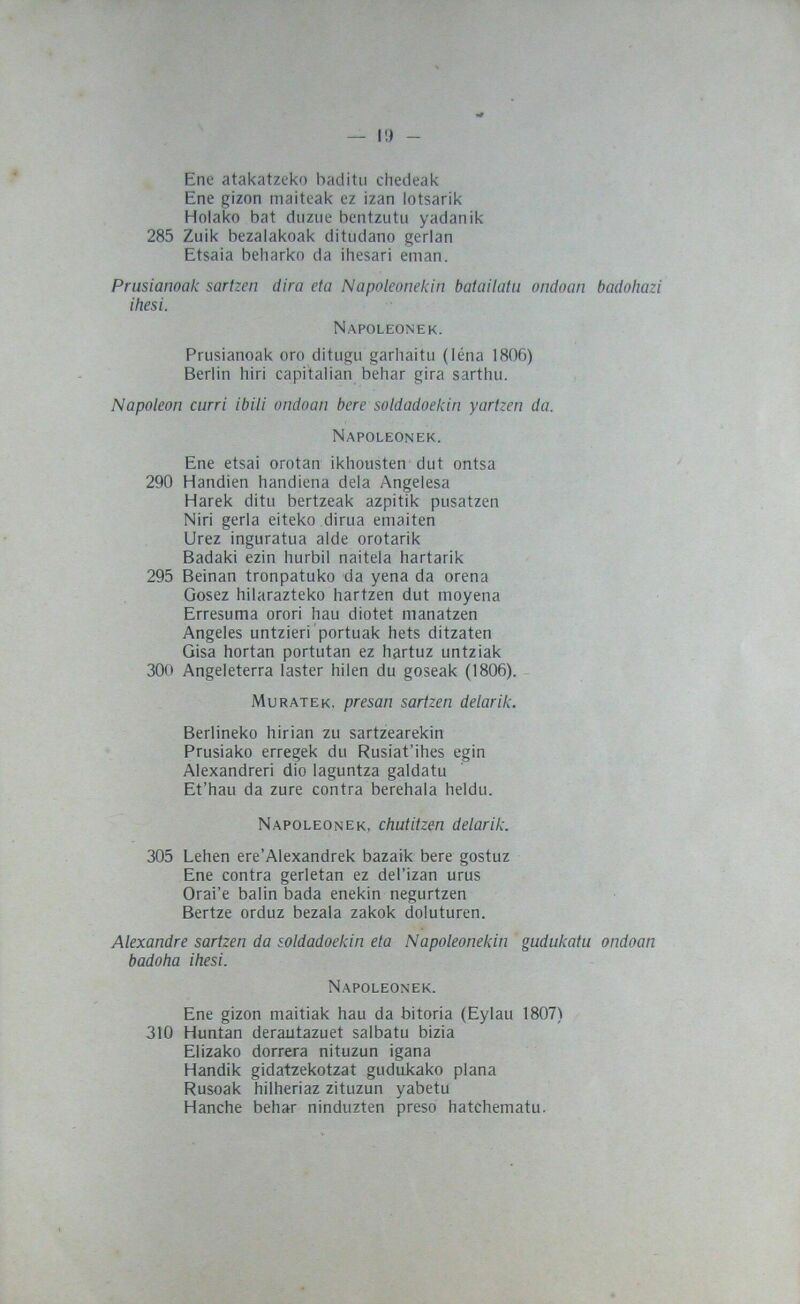 — 19 —
Ene atakatzeko baditu chedeak
Ene gizon maiteak ez izan lotsarik
Holako bat duzue bentzutu yadanik
285 Zuik bezalakoak ditudano gerlan
Etsaia beharko da ihesari eman.
Prusianoak sartzen dira eta Napoleonekin batailatu ondoan badohazi
ihesi.
NAPOLEONEK.
Prusianoak oro ditugu garhaitu (Iéna 1806)
Berlin hiri capitalian behar gira sarthu.
Napoleon curri ibili ondoan bere soldadoekin yartzen da.
NAPOLEONEK.
Ene etsai orotan ikhousten dut ontsa
290 Handien handiena dela Angelesa
Harek ditu bertzeak azpitik pusatzen
Niri gerla eiteko dirua emaiten
Urez inguratua alde orotarik
Badaki ezin hurbil naitela hartarik
295 Beinan tronpatuko da yena da orena
Gosez hilarazteko hartzen dut moyena
Erresuma orori hau diotet manatzen
Angeles untzieri portuak hets ditzaten
Gisa hortan portutan ez hartuz untziak
300 Angeleterra laster hilen du goseak (1806).
MURATEK, presan sartzen delarik.
Berlineko hirian zu sartzearekin
Prusiako erregek du Rusiat'ihes egin
Alexandreri dio laguntza galdatu
Et'hau da zure contra berehala heldu.
NAPOLEONEK, chutitzen delarik.
305 Lehen ere'Alexandrek bazaik bere gostuz
Ene contra gerletan ez del'izan urus
Orai'e balin bada enekin negurtzen
Bertze orduz bezala zakok doluturen.
Alexandre sartzen da soldadoekin eta Napoleonekin gudukatu ondoan
badoha ihesi.
NAPOLEONEK.
Ene gizon maitiak hau da bitoria (Eylau 1807)
310 Huntan derautazuet salbatu bizia
Elizako dorrera nituzun igana
Handik gidatzekotzat gudukako plana
Rusoak hilheriaz zituzun yabetu
Hanche behar ninduzten preso hatchematu.